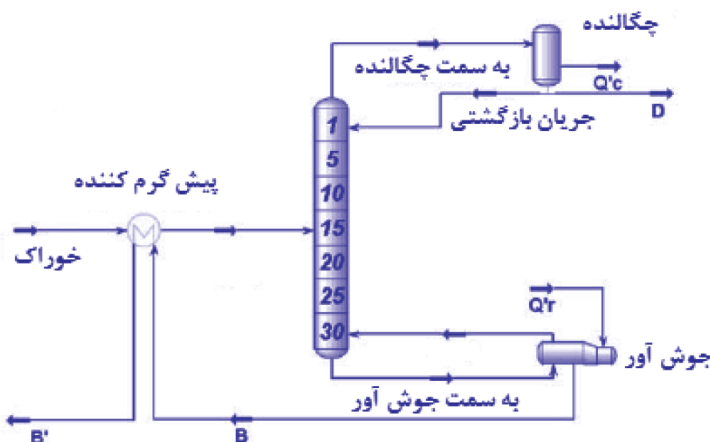 چگالنده
به سمت چگالنده
Q'c
جریان بازگشتی
D
1
5
پیش گرم کننده
10
15
خوراک
20
25
Q'r
30
جوش آور
به سمت جوش آور
B'
B